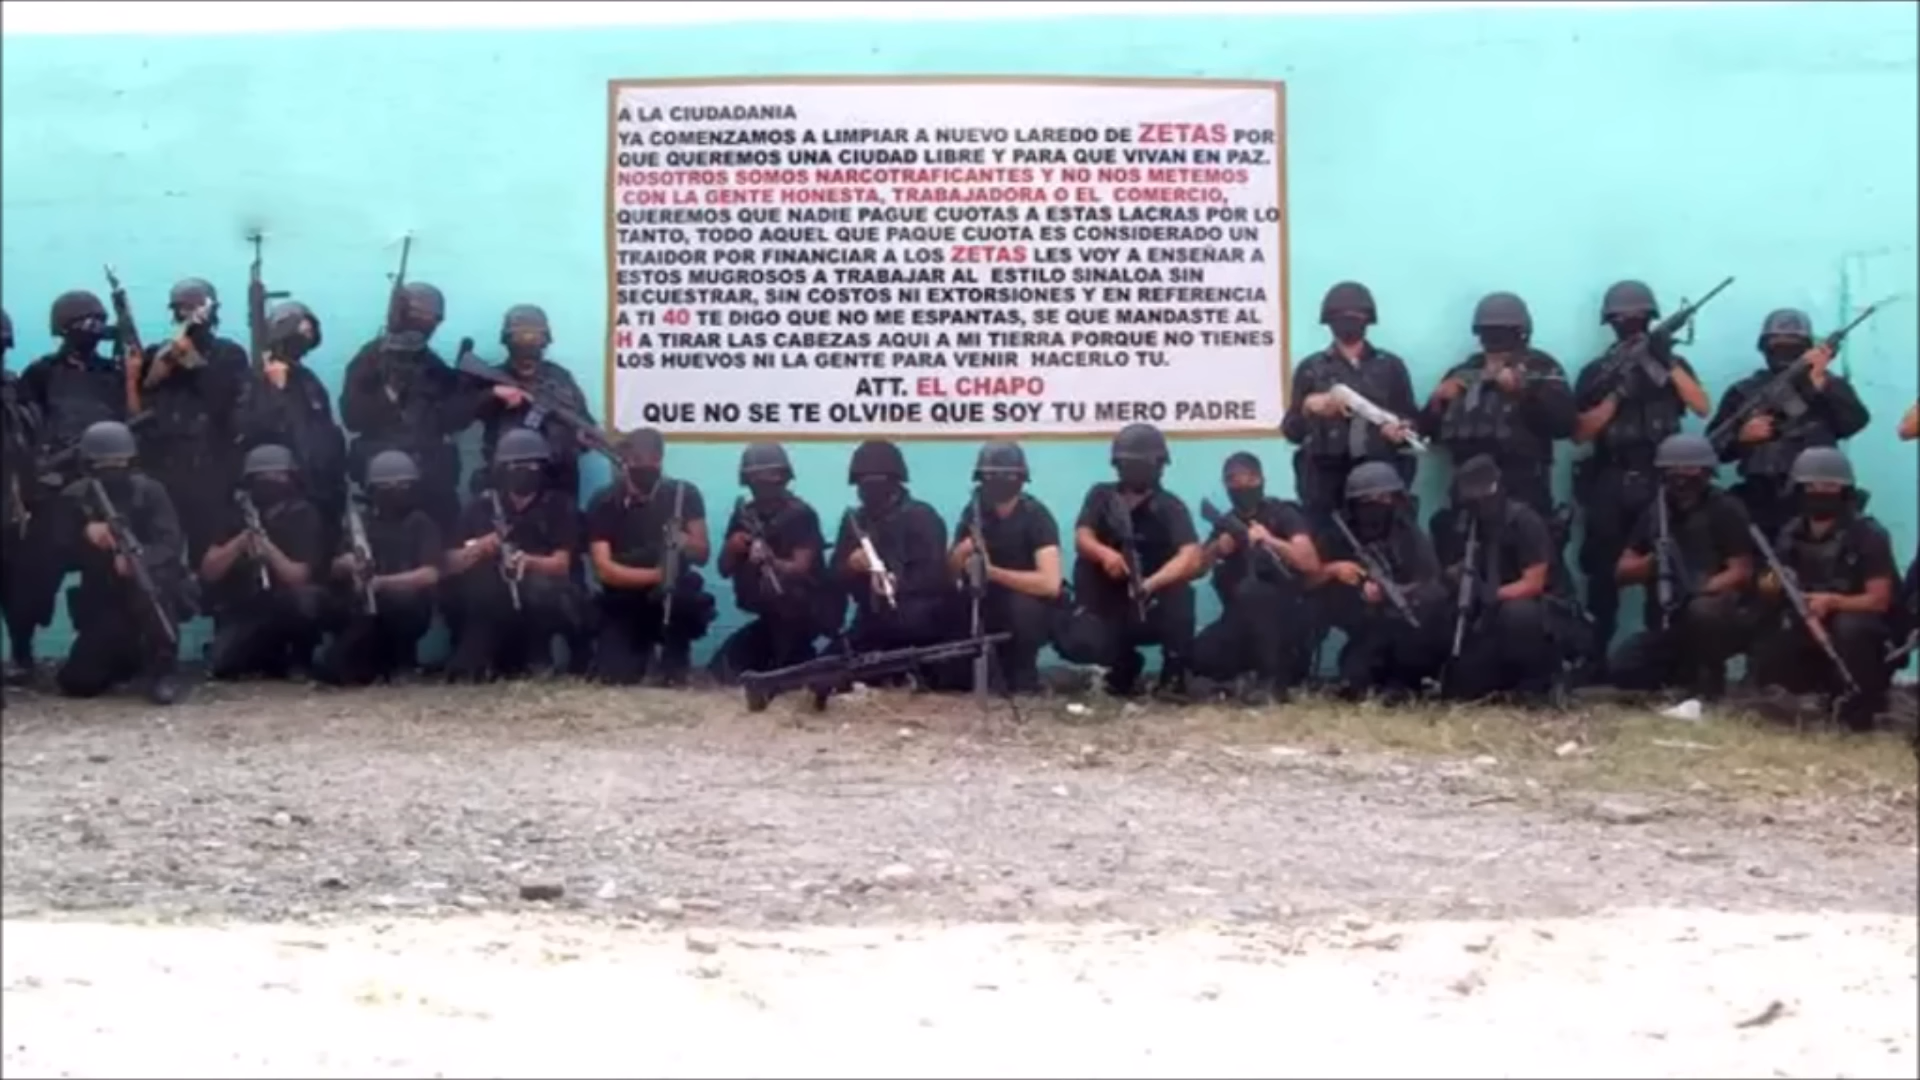 A LA CIUDADANIA
YA COMENZAMOS A LIMPIAR A NUEVO LAREDO DE ZETAS POR
QUE QUEREMOS UNA CIUDAD LIBRE Y PARA QUE VIVAN EN PAZ.
NOSOTROS SOMOS NARCOTRAFICANTES Y NO NOS METEMOS
CON LA GENTE HONESTA, TRABAJADORA O EL COMERCIO,
QUEREMOS QUE NADIE PAGUE CUOTAS A ESTAS LACRAS POR LO
TANTO, TODO AQUEL QUE PAQUE CUOTA ES CONSIDERADO UN
TRAIDOR POR FINANCIAR A LOS ZETAS LES VOY A ENSEÑAR A
ESTOS MUGROSOS A TRABAJAR AL ESTILO SINALOA SIN
SECUESTRAR, SIN COSTOS NI EXTORSIONES Y EN REFERENCIA
A TI 40 TE DIGO QUE NO ME ESPANTAS, SE QUE MANDASTE AL
H A TIRAR LAS CABEZAS AQUI A MI TIERRA PORQUE NO TIENES
LOS HUEVOS NI LA GENTE PARA VENIR HACERLO TU.
ATT. EL CHAPO
QUE NO SE TE OLVIDE QUE SOY TU MERO PADRE